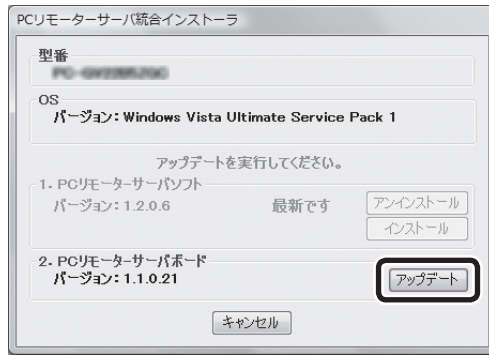 PCリモーターサーバ統合インストーラ
型番
OS
バージョン：Windows Vista Ultimate Service Pack 1
アップデートを実行してください。
1. PCリモーターサーバソフト
バージョン：1.2.0.6 最新です アンインストール
インストール
2. PCリモーターサーバボード
バージョン：1.1.0.21 アップデート
キャンセル